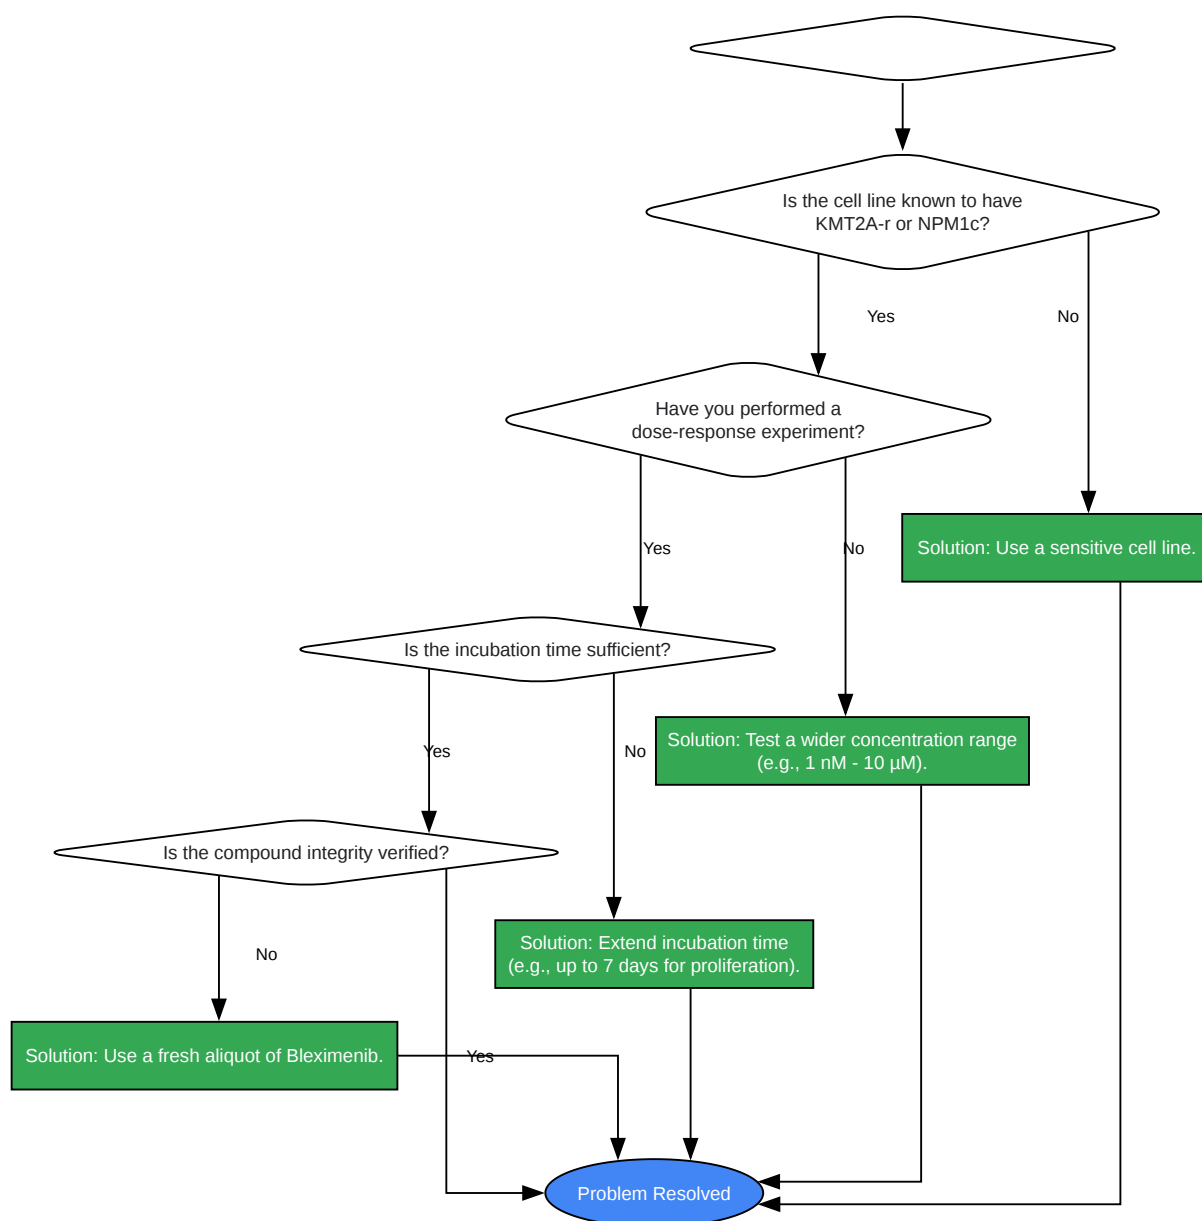 Is the cell line known to have
KMT2A-r or NPM1c?
Yes
No
Have you performed a
dose-response experiment?
Yes
No
Solution: Use a sensitive cell line.
Is the incubation time sufficient?
Yes
No
Solution: Test a wider concentration range
(e.g., 1 nM - 10 µM).
Is the compound integrity verified?
No
Solution: Extend incubation time
(e.g., up to 7 days for proliferation).
Solution: Use a fresh aliquot of Bleximenib.
Yes
Problem Resolved